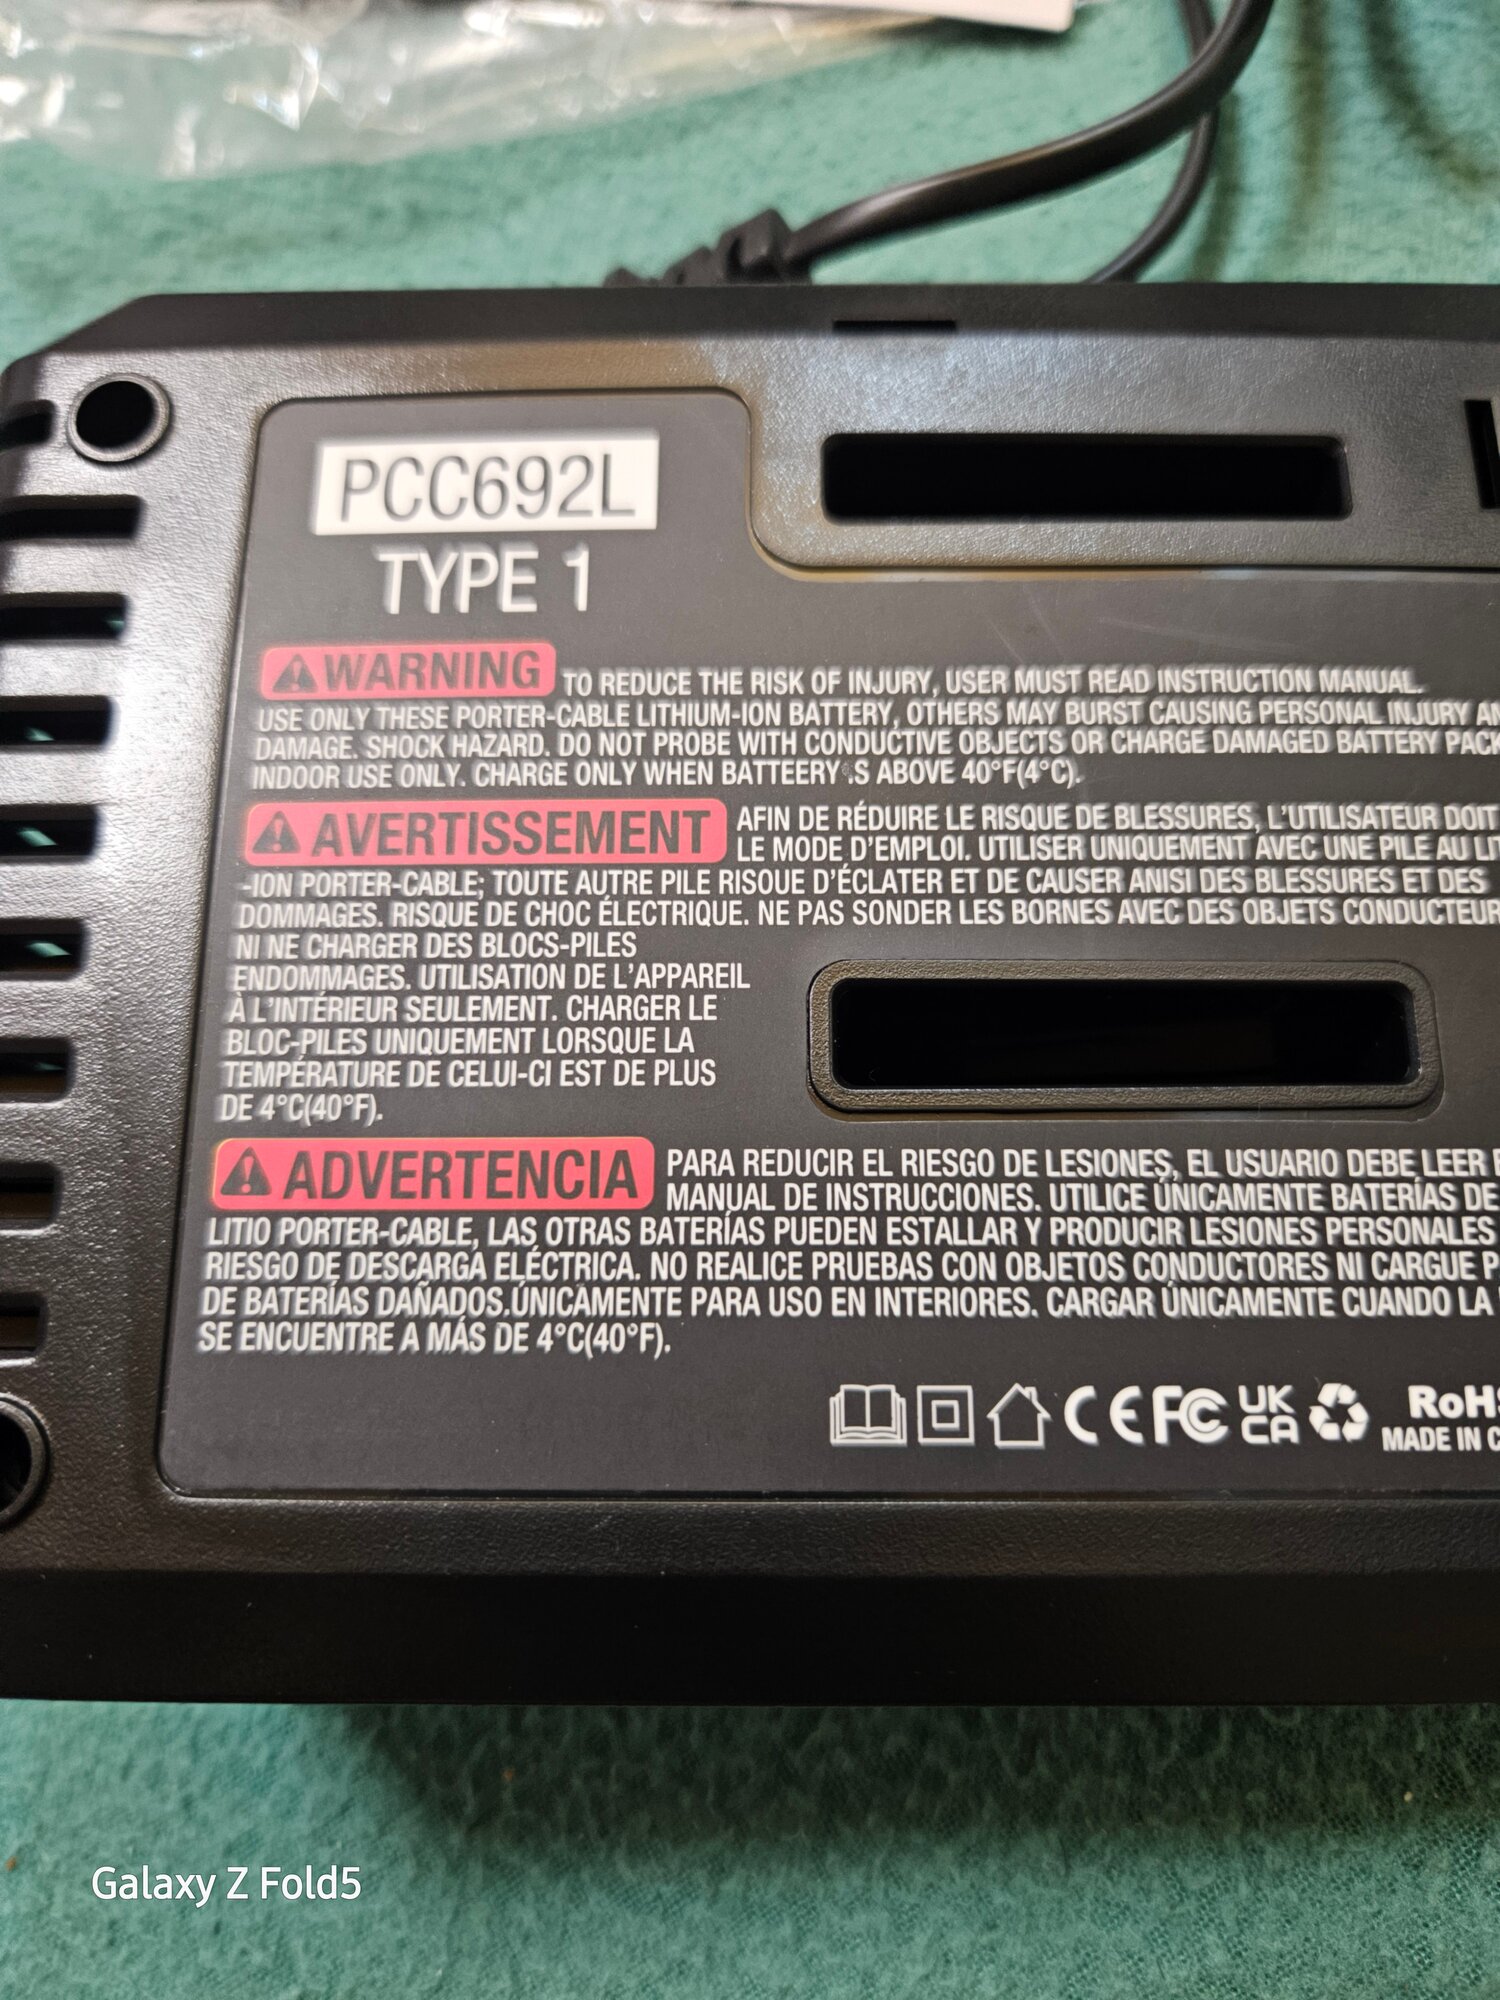 PCC692L
TYPE 1
WARNING TO REDUCE THE RISK OF INJURY, USER MUST READ INSTRUCTION MANUAL.
USE ONLY THESE PORTER-CABLE LITHIUM-ION BATTERY, OTHERS MAY BURST CAUSING PERSONAL INJURY AN
DAMAGE. SHOCK HAZARD. DO NOT PROBE WITH CONDUCTIVE OBJECTS OR CHARGE DAMAGED BATTERY PACK
INDOOR USE ONLY. CHARGE ONLY WHEN BATTEERY .S ABOVE 40°F(4°C).
AVERTISSEMENT AFIN DE RÉDUIRE LE RISQUE DE BLESSURES, L'UTILISATEUR DOIT
LE MODE D'EMPLOI. UTILISER UNIQUEMENT AVEC UNE PILE AU LIT
-ION PORTER-CABLE; TOUTE AUTRE PILE RISOUE D'ÉCLATER ET DE CAUSER ANISI DES BLESSURES ET DES
DOMMAGES. RISQUE DE CHOC ÉLECTRIQUE. NE PAS SONDER LES BORNES AVEC DES OBJETS CONDUCTEUR
NI NE CHARGER DES BLOCS-PILES
ENDOMMAGES. UTILISATION DE L'APPAREIL
À L'INTÉRIEUR SEULEMENT. CHARGER LE
BLOC-PILES UNIQUEMENT LORSQUE LA
TEMPÉRATURE DE CELUI-CI EST DE PLUS
DE 4°C(40°F).
ADVERTENCIA PARA REDUCIR EL RIESGO DE LESIONES, EL USUARIO DEBE LEER E
MANUAL DE INSTRUCCIONES. UTILICE ÚNICAMENTE BATERÍAS DE
LITIO PORTER-CABLE, LAS OTRAS BATERÍAS PUEDEN ESTALLAR Y PRODUCIR LESIONES PERSONALES
RIESGO DE DESCARGA ELÉCTRICA. NO REALICE PRUEBAS CON OBJETOS CONDUCTORES NI CARGUE P
DE BATERÍAS DAÑADOS.ÚNICAMENTE PARA USO EN INTERIORES. CARGAR ÚNICAMENTE CUANDO LA
SE ENCUENTRE A MÁS DE 4°C(40°F).
CE FC UK CA RoHS
MADE IN C
Galaxy Z Fold5